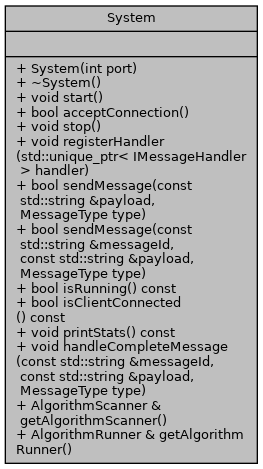 System
+ System(int port)
+ ~System()
+ void start()
+ bool acceptConnection()
+ void stop()
+ void registerHandler
(std::unique_ptr< IMessageHandler
 > handler)
+ bool sendMessage(const
 std::string &payload,
 MessageType type)
+ bool sendMessage(const
 std::string &messageId,
 const std::string &payload,
 MessageType type)
+ bool isRunning() const
+ bool isClientConnected
() const
+ void printStats() const
+ void handleCompleteMessage
(const std::string &messageId,
 const std::string &payload,
 MessageType type)
+ AlgorithmScanner &
 getAlgorithmScanner()
+ AlgorithmRunner & getAlgorithm
Runner()